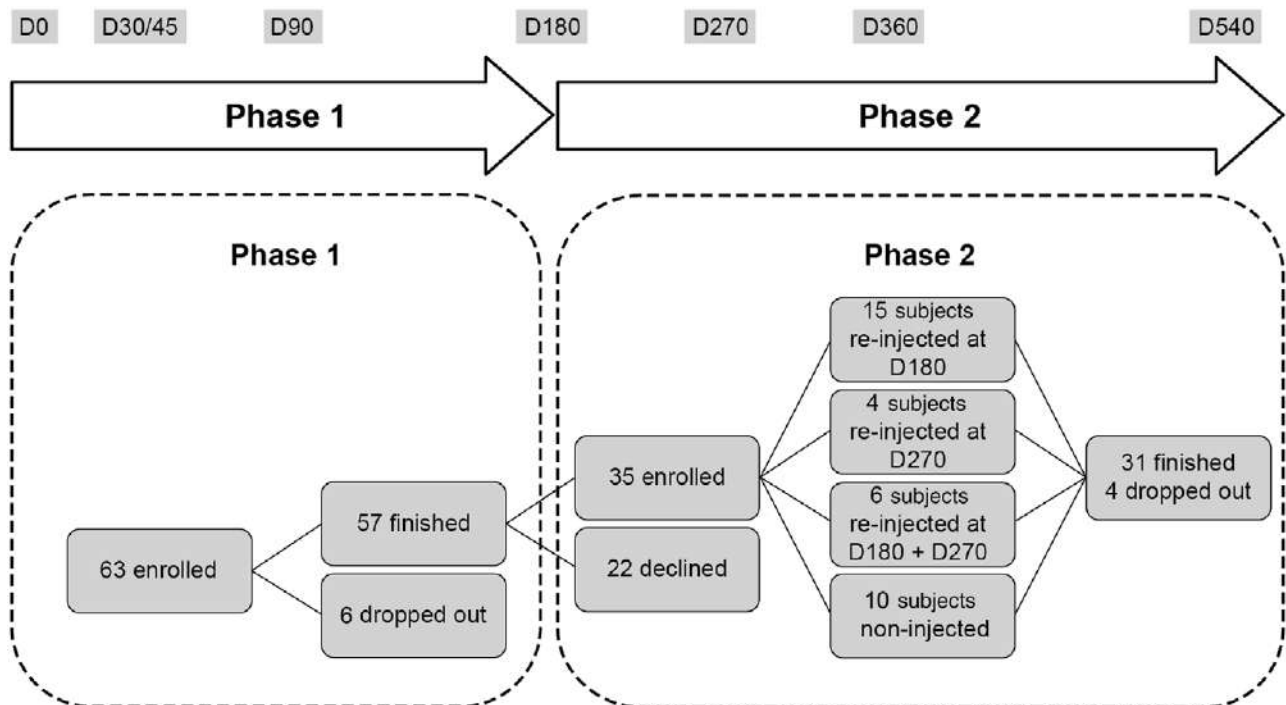 D0 D30/45 D90 D180 D270 D360 D540
Phase 1 Phase 2
Phase 1
63 enrolled
57 finished
6 dropped out
Phase 2
35 enrolled
22 declined
15 subjects
re-injected at
D180
4 subjects
re-injected at
D270
6 subjects
re-injected at
D180 + D270
10 subjects
non-injected
31 finished
4 dropped out